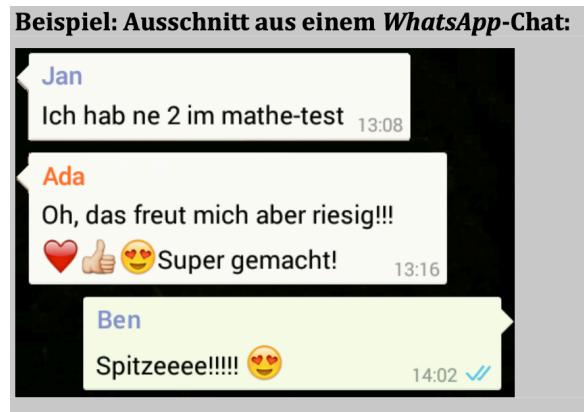 Beispiel: Ausschnitt aus einem WhatsApp-Chat:
Jan
Ich hab ne 2 im mathe-test 13:08
Ada
Oh, das freut mich aber riesig!!!
❤️👍😍Super gemacht! 13:16
Ben
Spitzeeee!!!!! 😍 14:02